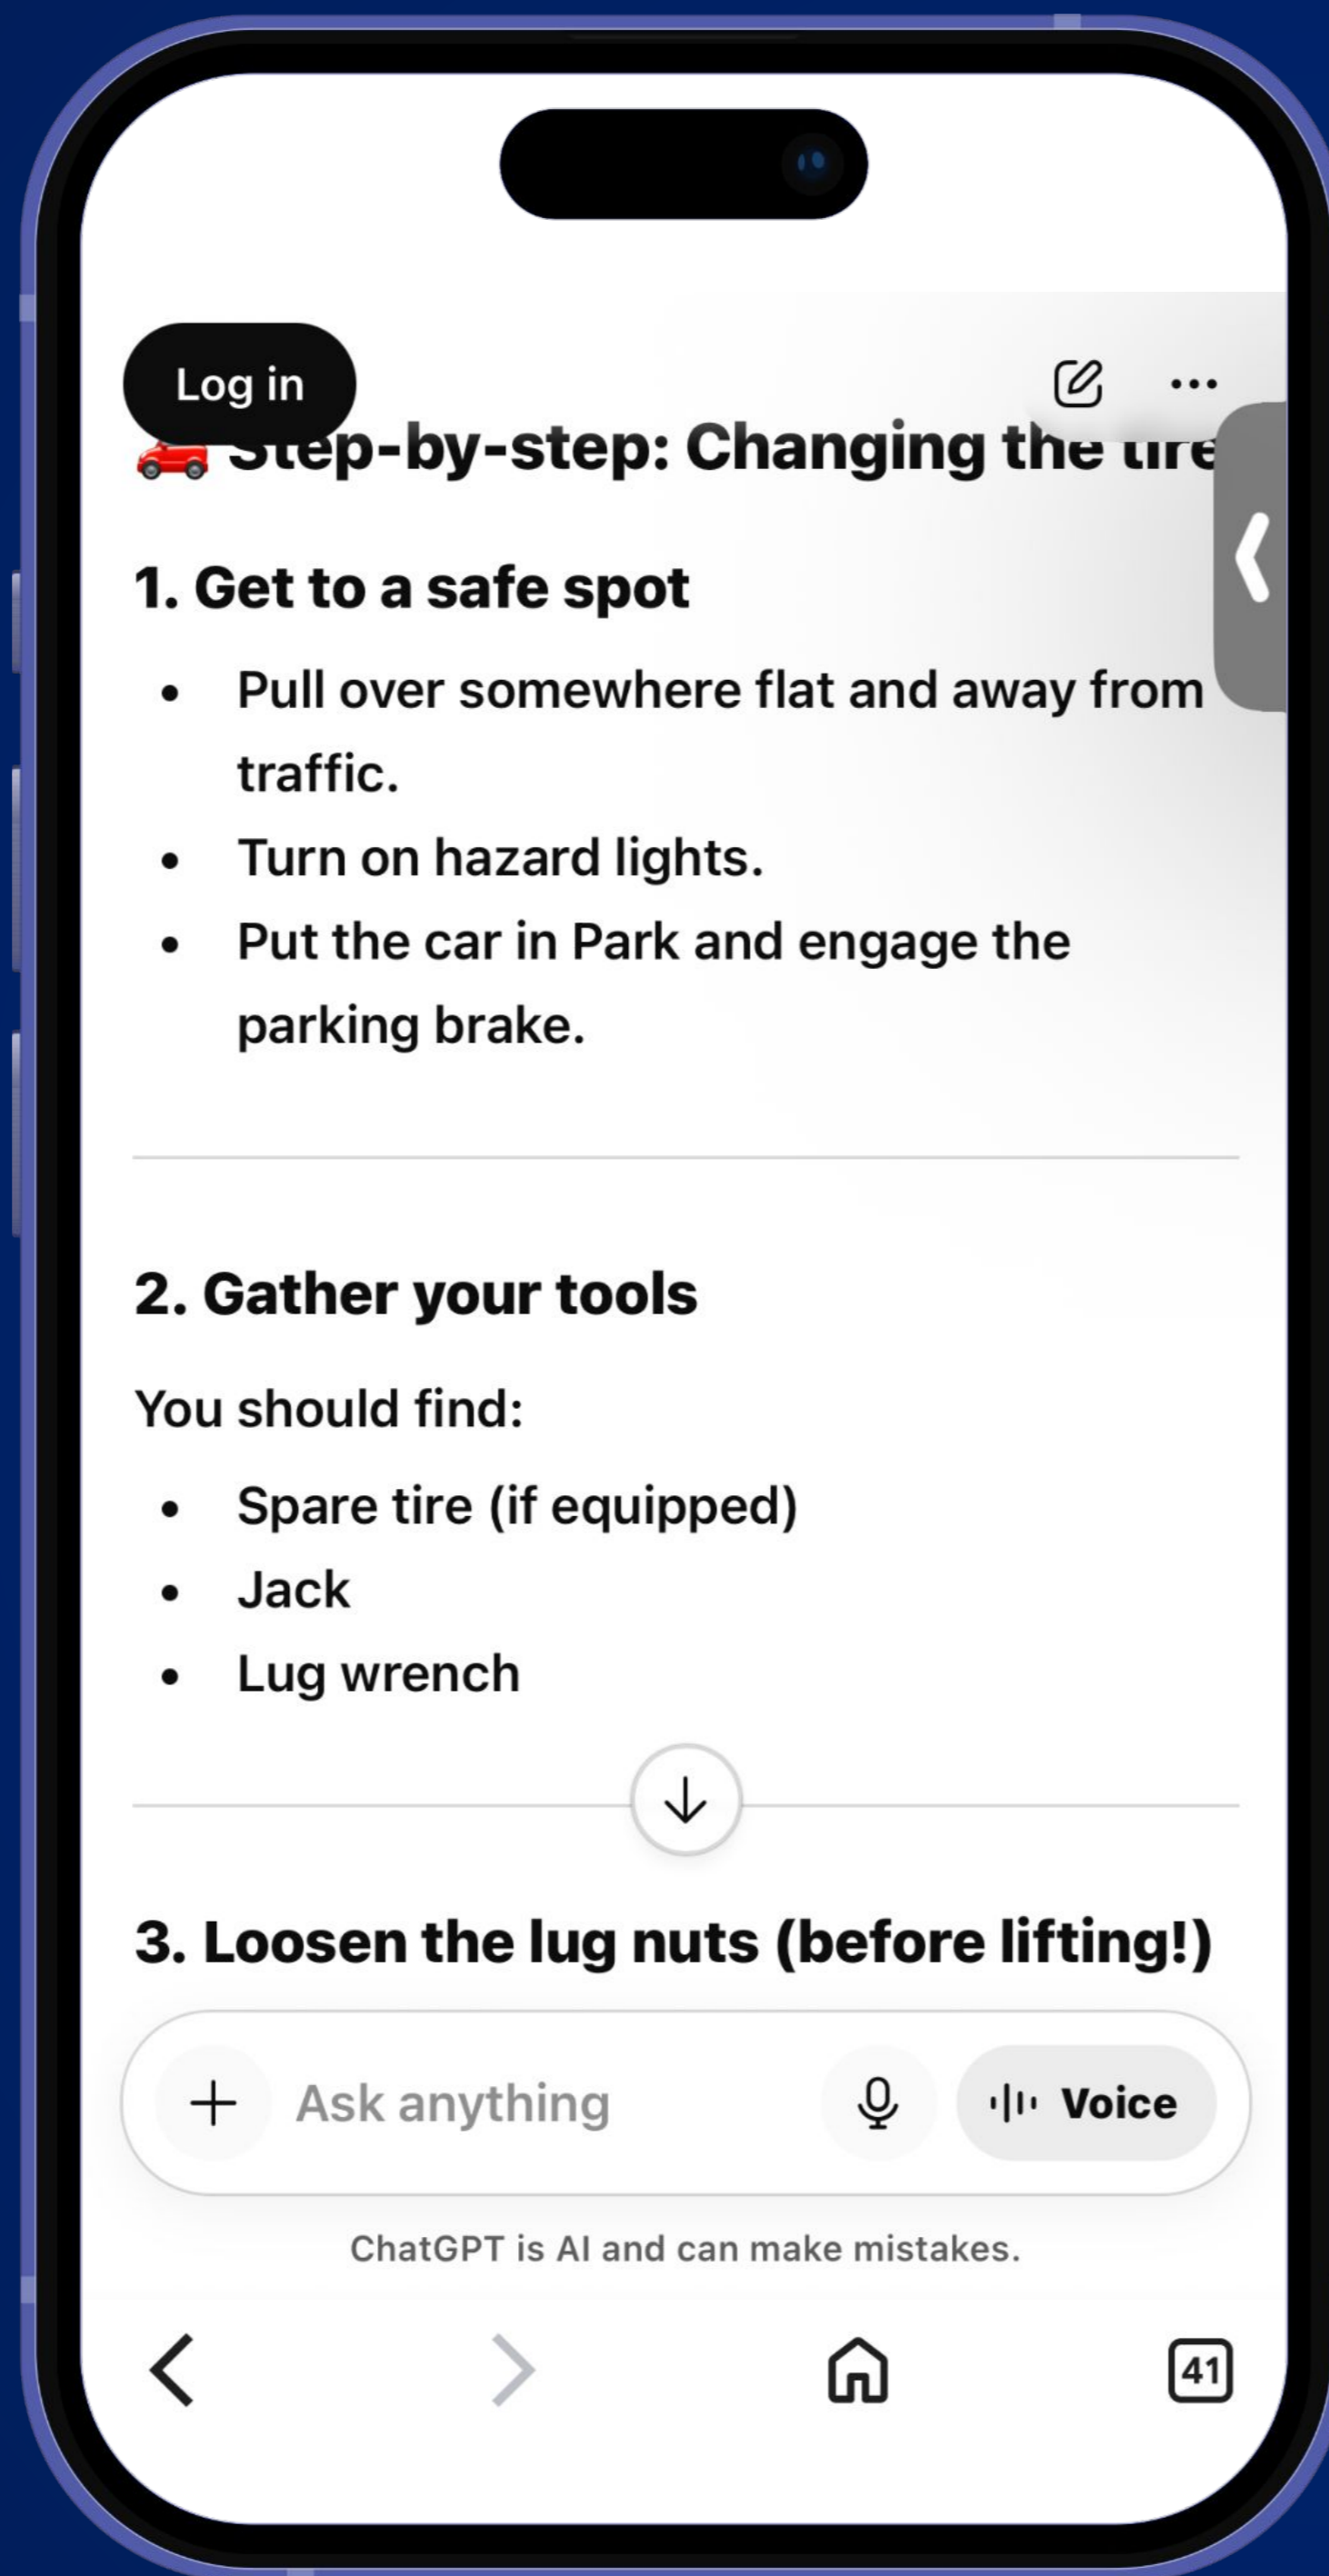 Log in
Step-by-step: Changing the tire
1. Get to a safe spot
• Pull over somewhere flat and away from
traffic.
• Turn on hazard lights.
• Put the car in Park and engage the
parking brake.
2. Gather your tools
You should find:
• Spare tire (if equipped)
• Jack
• Lug wrench
3. Loosen the lug nuts (before lifting!)
Ask anything
Voice
ChatGPT is AI and can make mistakes.
41